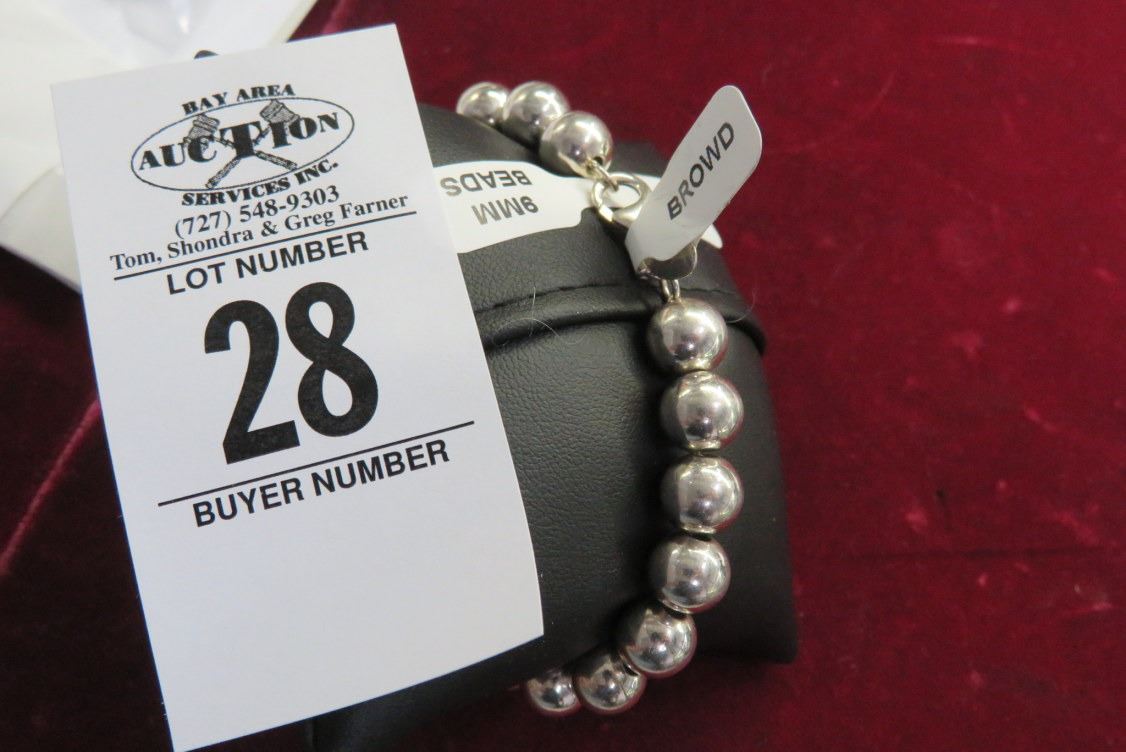 BAY AREA
AUCTION
SERVICES INC.
(727) 548-9303
Tom, Shondra & Greg Farner
LOT NUMBER
28
BUYER NUMBER
9MM
BEADS
BROWD